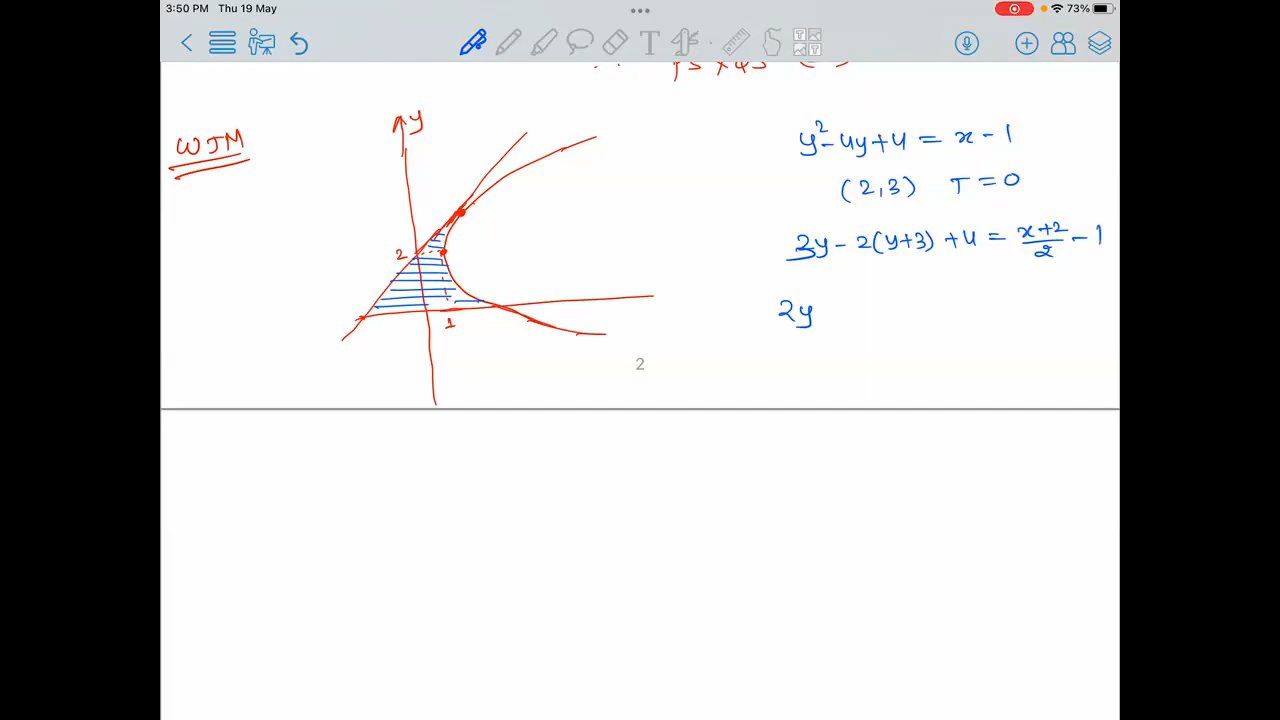 3:50 PM Thu 19 May
73%
T
WJM
y
2
1
y² - 4y + 4 = x - 1
(2,3) T = 0
3y - 2(y+3) + 4 = \frac{x+2}{2} - 1
2y
2